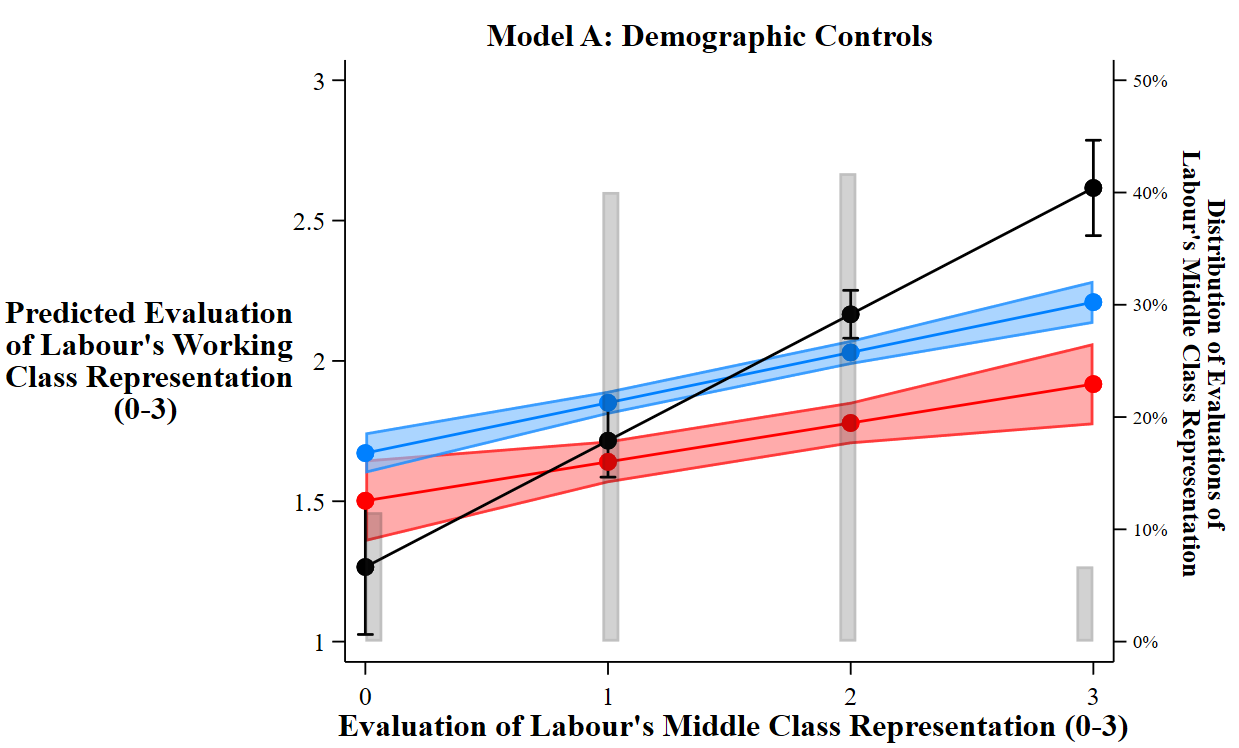 Model A: Demographic Controls
3
2.5
2
1.5
1
Predicted Evaluation
of Labour's Working
Class Representation
(0-3)
50%
40%
30%
20%
10%
0%
Distribution of Evaluations of
Labour's Middle Class Representation
0
1
2
3
Evaluation of Labour's Middle Class Representation (0-3)